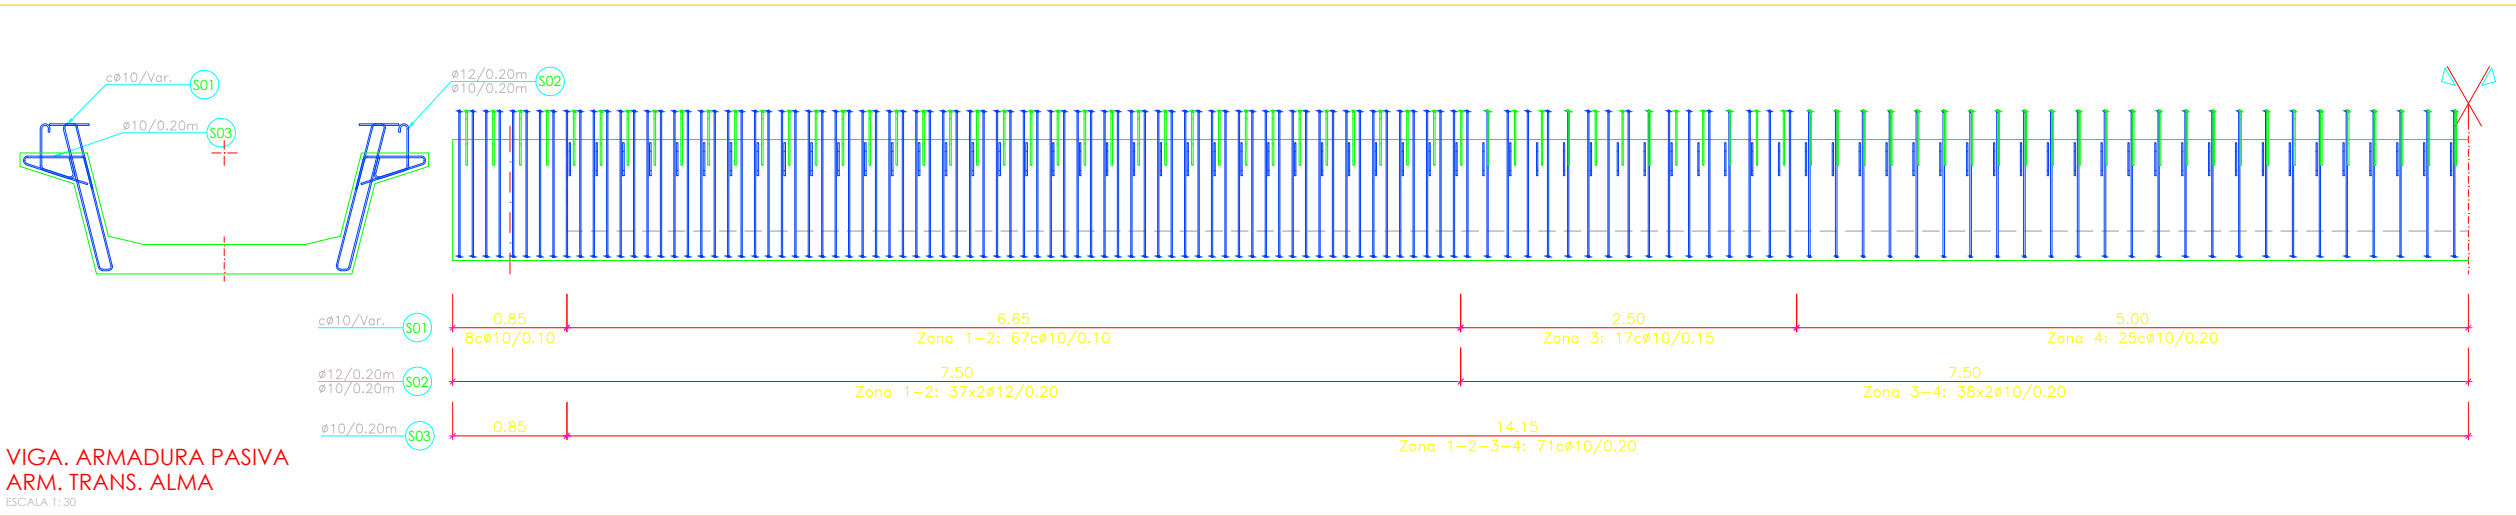 cø10/Var. S01
ø10/0.20m S03
ø12/0.20m
ø10/0.20m S02
cø10/Var. S01
0.85 6.65 2.50 5.00
8cø10/0.10 Zona 1-2: 67cø10/0.10 Zona 3: 17cø10/0.15 Zona 4: 25cø10/0.20
ø12/0.20m
ø10/0.20m S02
7.50 7.50
Zona 1-2: 37x2ø12/0.20 Zona 3-4: 38x2ø10/0.20
ø10/0.20m S03
0.85 14.15
Zona 1-2-3-4: 71cø10/0.20
VIGA. ARMADURA PASIVA
ARM. TRANS. ALMA
ESCALA 1:30